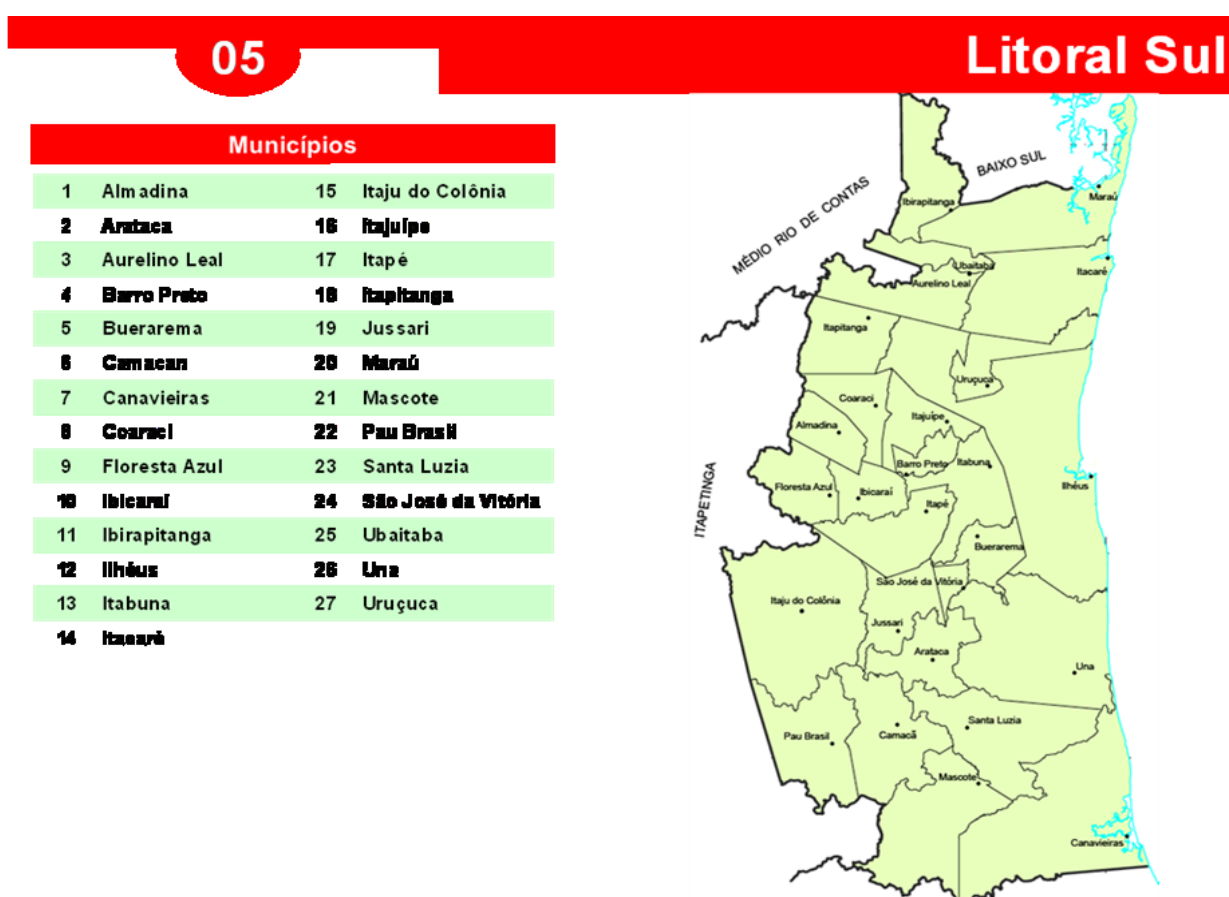 05
Litoral Sul
Municípios
1 Almadina 15 Itaju do Colônia
2 Arataca 16 Itajuípe
3 Aurelino Leal 17 Itapé
4 Barro Preto 18 Itapitanga
5 Buerarema 19 Jussari
6 Camacan 20 Maraú
7 Canavieiras 21 Mascote
8 Coaraci 22 Pau Brasil
9 Floresta Azul 23 Santa Luzia
10 Ibicaraí 24 São José da Vitória
11 Ibirapitanga 25 Ubaitaba
12 Ilhéus 26 Una
13 Itabuna 27 Uruçuca
14 Itacaré
BAIXO SUL
MÉDIO RIO DE CONTAS
ITAPETINGA
Ibirapitanga
Maraú
Ubaitaba
Itacaré
Aurelino Leal
Itapitanga
Uruçuca
Coaraci
Itajuípe
Almadina
Barro Preto
Itabuna
Floresta Azul
Ibicaraí
Ilhéus
Itapé
Buerarema
São José da Vitória
Itaju do Colônia
Jussari
Arataca
Una
Santa Luzia
Pau Brasil
Camacã
Mascote
Canavieiras